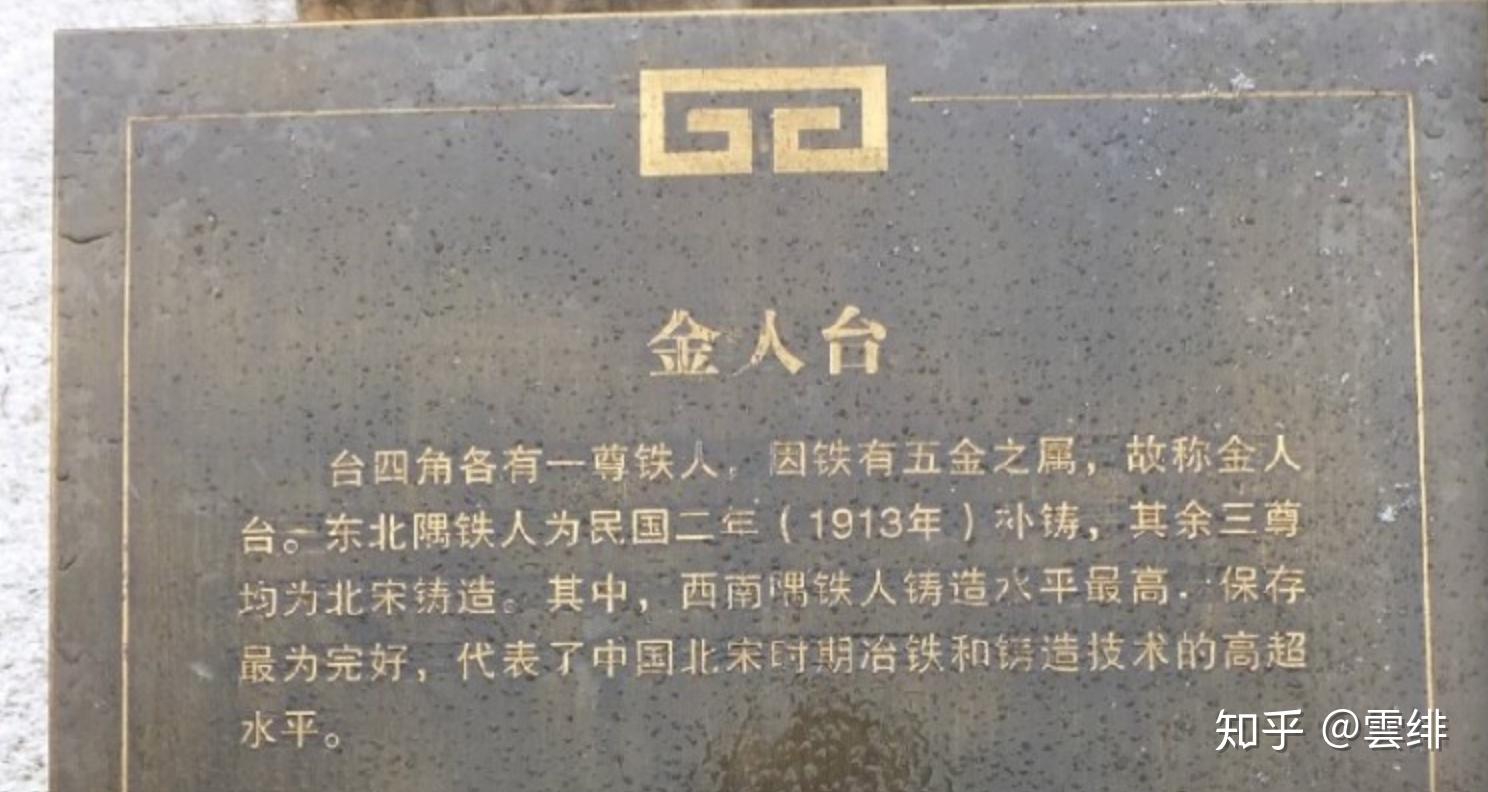 金人台
台四角各有一尊铁人。因铁有五金之属，故称金人
台。东北隅铁人为民国二年（1913年）补铸，其余三尊
均为北宋铸造。其中，西南隅铁人铸造水平最高，保存
最为完好，代表了中国北宋时期冶铁和铸造技术的高超
水平。
知乎 @雲绯